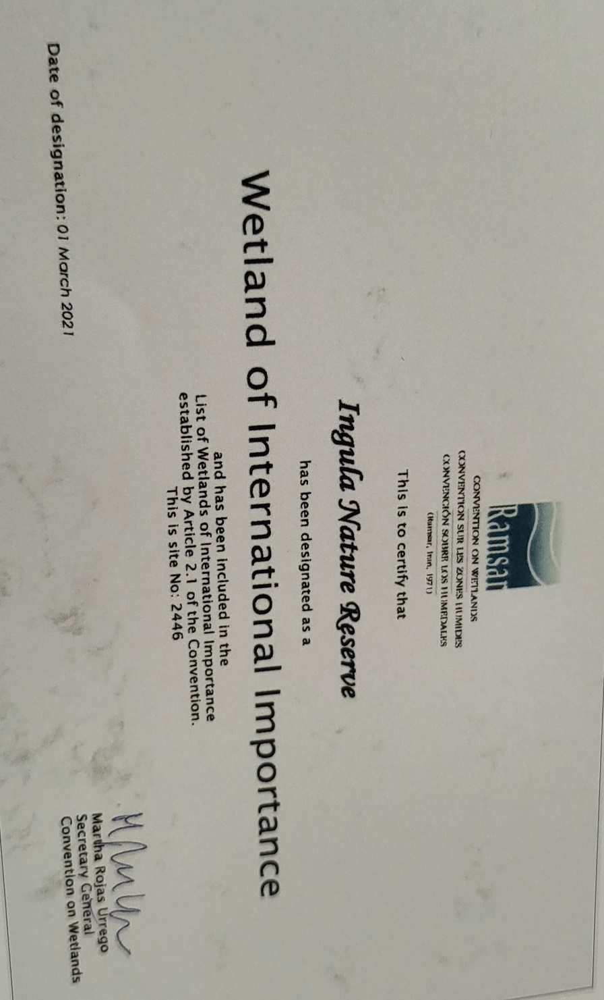 Ramsar
CONVENTION ON WETLANDS
CONVENTION SUR LES ZONES HUMIDES
CONVENCIÓN SOBRE LOS HUMEDALES
(Ramsar, Iran, 1971)
This is to certify that
Ingula Nature Reserve
has been designated as a
Wetland of International Importance
and has been included in the
List of Wetlands of International Importance
established by Article 2.1 of the Convention.
This is site No: 2446
Date of designation: 01 March 2021
Martha Rojas Urrego
Secretary General
Convention on Wetlands